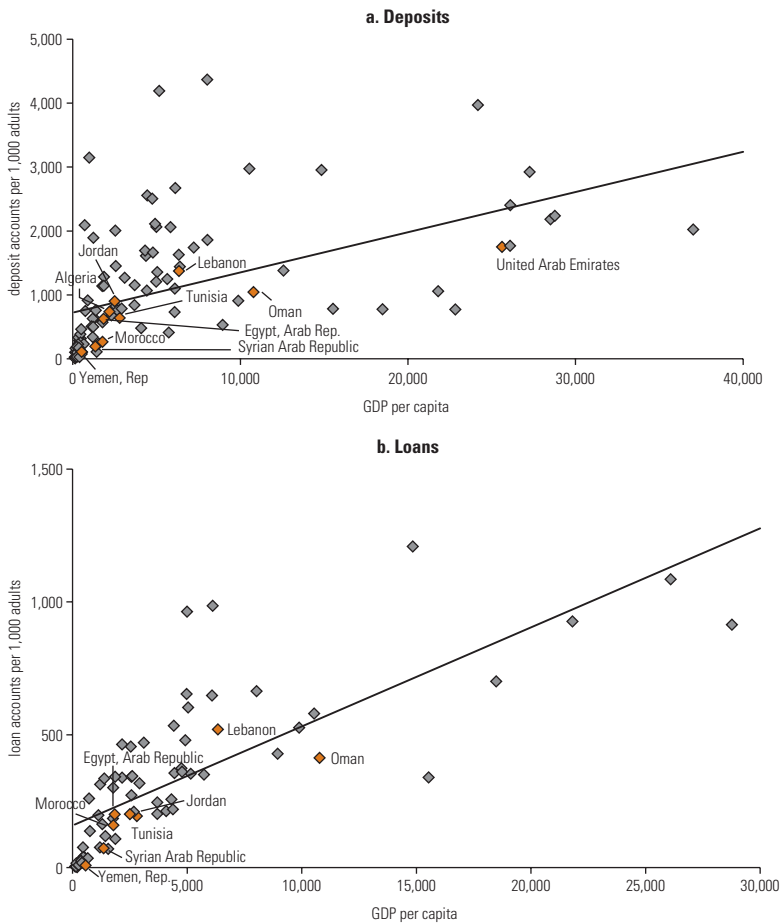 a. Deposits
5,000
4,000
3,000
2,000
1,000
0
deposit accounts per 1,000 adults
Jordan
Algeria
Lebanon
Tunisia
Oman
United Arab Emirates
Egypt, Arab Rep.
Morocco
Syrian Arab Republic
Yemen, Rep
0
10,000
20,000
30,000
40,000
GDP per capita
b. Loans
1,500
1,000
500
0
loan accounts per 1,000 adults
Lebanon
Oman
Egypt, Arab Republic
Morocco
Jordan
Tunisia
Syrian Arab Republic
Yemen, Rep.
0
5,000
10,000
15,000
20,000
25,000
30,000
GDP per capita